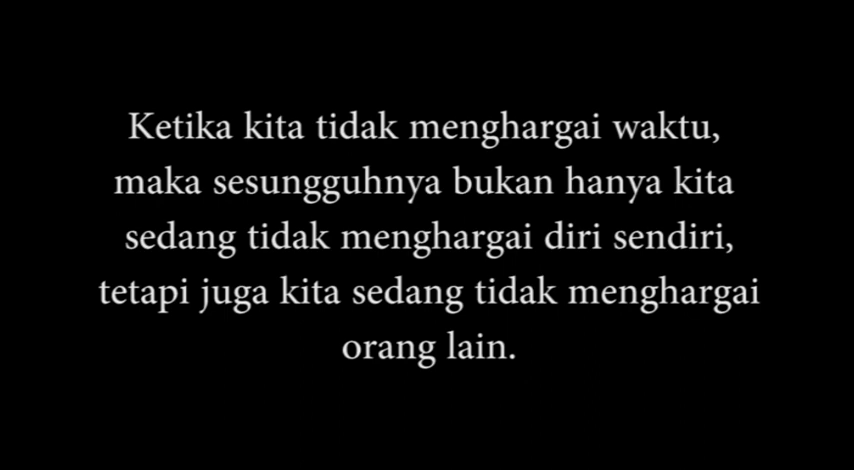 Ketika kita tidak menghargai waktu,
maka sesungguhnya bukan hanya kita
sedang tidak menghargai diri sendiri,
tetapi juga kita sedang tidak menghargai
orang lain.